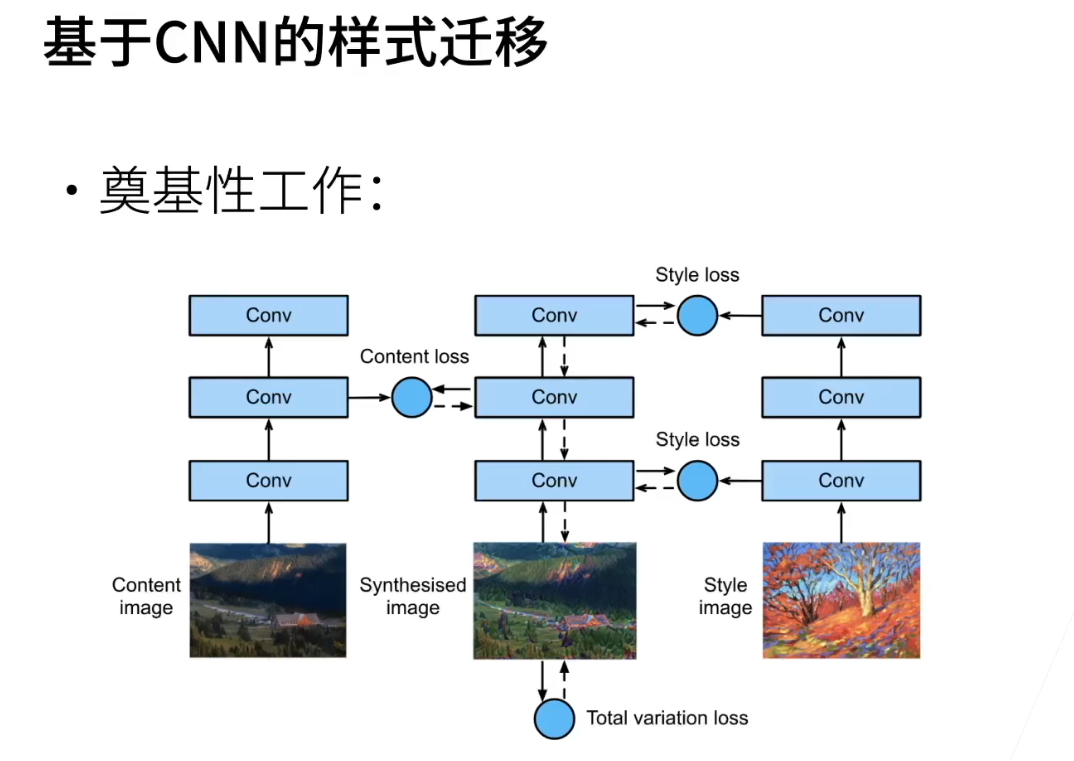 基于CNN的样式迁移
• 奠基性工作：
Style loss
Conv
Conv
Conv
Content loss
Conv
Conv
Conv
Style loss
Conv
Conv
Conv
Content
image
Synthesised
image
Style
image
Total variation loss